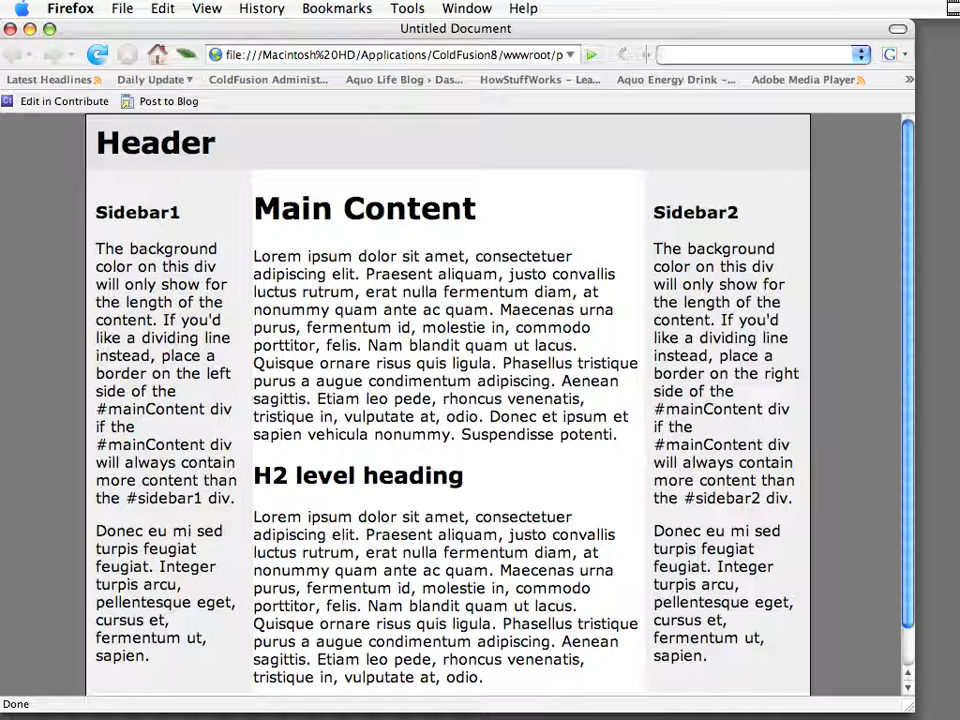 Firefox File Edit View History Bookmarks Tools Window Help
Untitled Document
file:///Macintosh%20HD/Applications/ColdFusion8/wwwroot/p
G
Latest Headlines Daily Update ColdFusion Administ... Aquo Life Blog › Das... HowStuffWorks – Lea... Aquo Energy Drink –... Adobe Media Player »
Ct Edit in Contribute Post to Blog
Header
Sidebar1
The background
color on this div
will only show for
the length of the
content. If you'd
like a dividing line
instead, place a
border on the left
side of the
#mainContent div
if the
#mainContent div
will always contain
more content than
the #sidebar1 div.
Donec eu mi sed
turpis feugiat
feugiat. Integer
turpis arcu,
pellentesque eget,
cursus et,
fermentum ut,
sapien.
Main Content
Lorem ipsum dolor sit amet, consectetuer
adipiscing elit. Praesent aliquam, justo convallis
luctus rutrum, erat nulla fermentum diam, at
nonummy quam ante ac quam. Maecenas urna
purus, fermentum id, molestie in, commodo
porttitor, felis. Nam blandit quam ut lacus.
Quisque ornare risus quis ligula. Phasellus tristique
purus a augue condimentum adipiscing. Aenean
sagittis. Etiam leo pede, rhoncus venenatis,
tristique in, vulputate at, odio. Donec et ipsum et
sapien vehicula nonummy. Suspendisse potenti.
H2 level heading
Lorem ipsum dolor sit amet, consectetuer
adipiscing elit. Praesent aliquam, justo convallis
luctus rutrum, erat nulla fermentum diam, at
nonummy quam ante ac quam. Maecenas urna
purus, fermentum id, molestie in, commodo
porttitor, felis. Nam blandit quam ut lacus.
Quisque ornare risus quis ligula. Phasellus tristique
purus a augue condimentum adipiscing. Aenean
sagittis. Etiam leo pede, rhoncus venenatis,
tristique in, vulputate at, odio.
Sidebar2
The background
color on this div
will only show for
the length of the
content. If you'd
like a dividing line
instead, place a
border on the right
side of the
#mainContent div
if the
#mainContent div
will always contain
more content than
the #sidebar2 div.
Donec eu mi sed
turpis feugiat
feugiat. Integer
turpis arcu,
pellentesque eget,
cursus et,
fermentum ut,
sapien.
Done